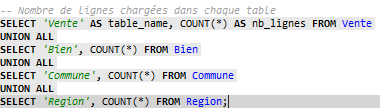 -- Nombre de lignes chargées dans chaque table
SELECT 'Vente' AS table_name, COUNT(*) AS nb_lignes FROM Vente
UNION ALL
SELECT 'Bien', COUNT(*) FROM Bien
UNION ALL
SELECT 'Commune', COUNT(*) FROM Commune
UNION ALL
SELECT 'Region', COUNT(*) FROM Region;